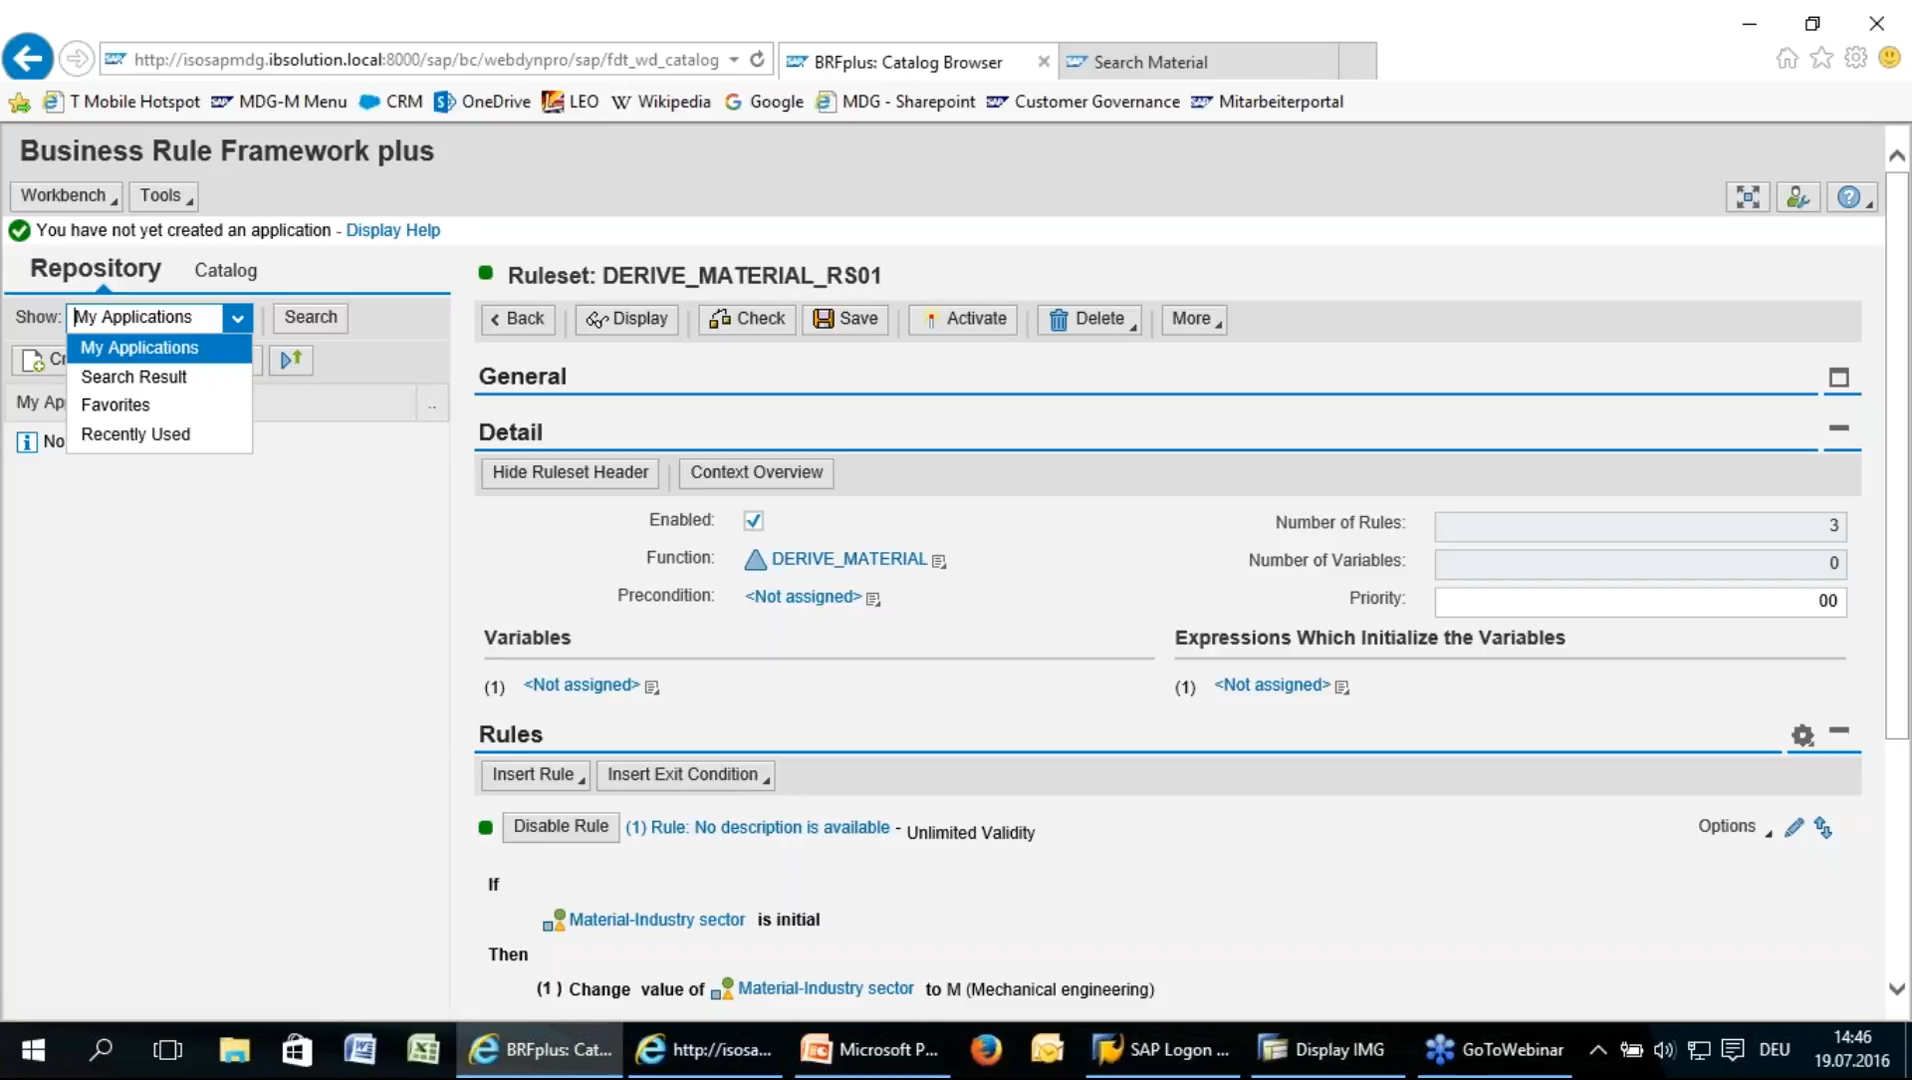 http://isosapmdg.ibsolution.local:8000/sap/bc/webdynpro/sap/fdt_wd_catalog
BRFplus: Catalog Browser
Search Material
T Mobile Hotspot
MDG-M Menu
CRM
OneDrive
LEO
Wikipedia
Google
MDG - Sharepoint
Customer Governance
Mitarbeiterportal
Business Rule Framework plus
Workbench
Tools
You have not yet created an application - Display Help
Repository
Catalog
Show: My Applications
Search
My Applications
Search Result
Favorites
Recently Used
Cr
My Ap
..
No
Ruleset: DERIVE_MATERIAL_RS01
Back
Display
Check
Save
Activate
Delete
More
General
Detail
Hide Ruleset Header
Context Overview
Enabled:
Number of Rules: 3
Function: DERIVE_MATERIAL
Number of Variables: 0
Precondition: <Not assigned>
Priority: 00
Variables
Expressions Which Initialize the Variables
(1) <Not assigned>
(1) <Not assigned>
Rules
Insert Rule
Insert Exit Condition
Disable Rule
(1) Rule: No description is available - Unlimited Validity
Options
If
Material-Industry sector is initial
Then
(1 ) Change value of Material-Industry sector to M (Mechanical engineering)
BRFplus: Cat...
http://isosa...
Microsoft P...
SAP Logon ...
Display IMG
GoToWebinar
DEU
14:46
19.07.2016